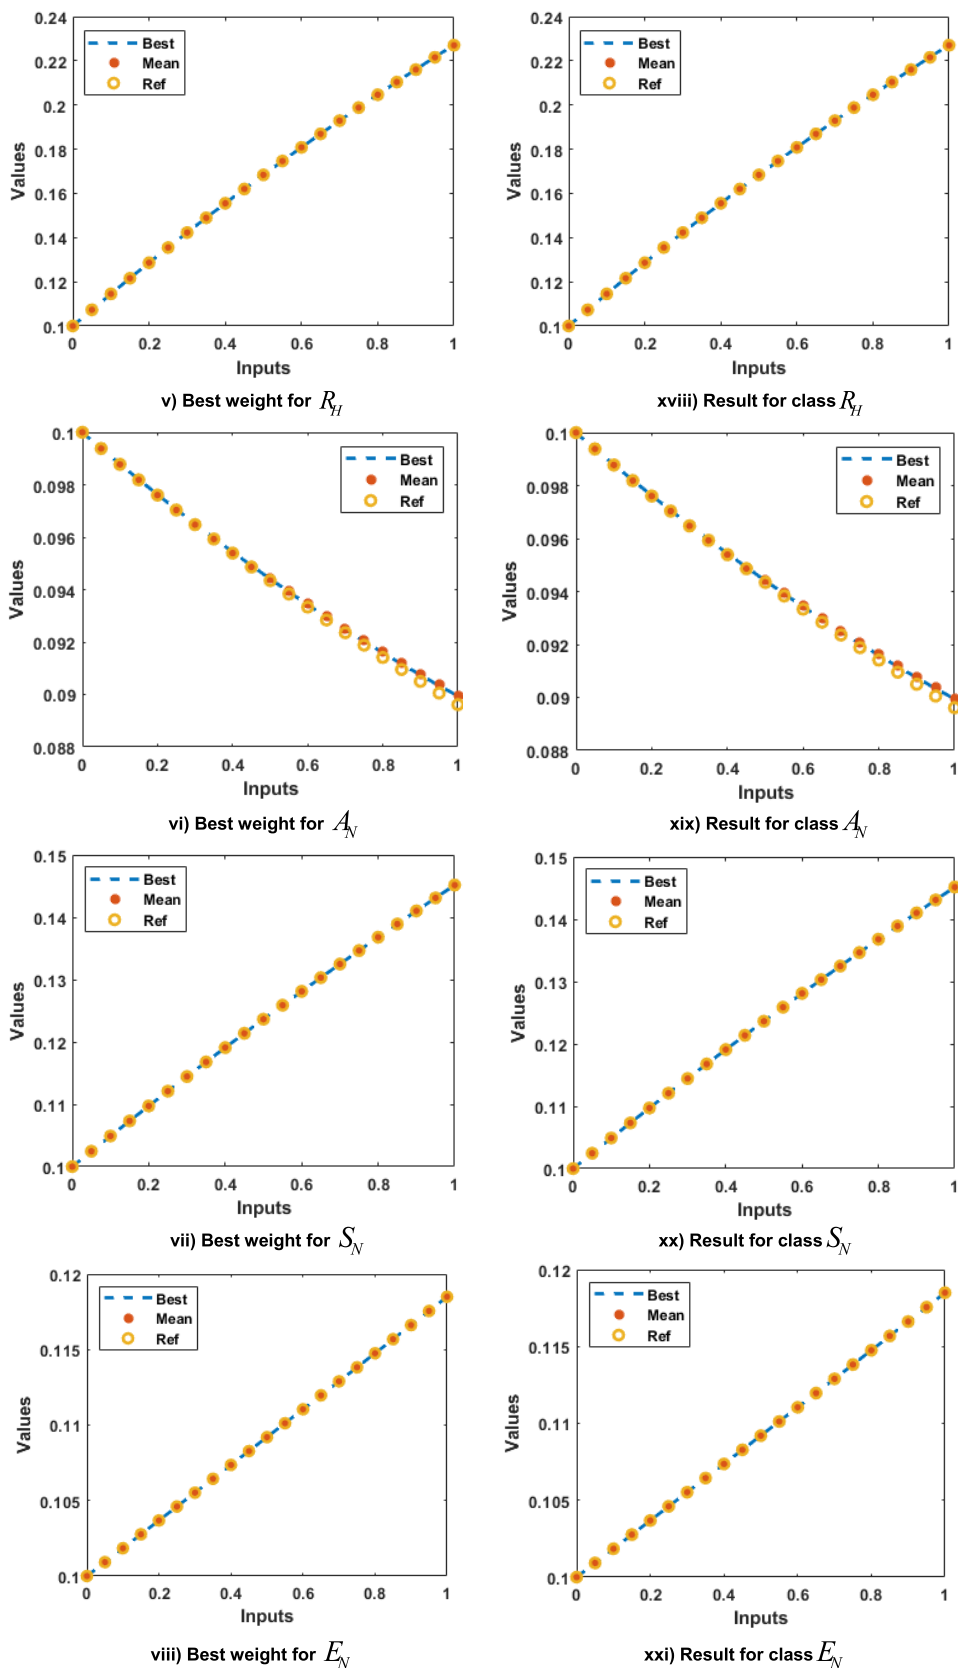 0.24
0.22
0.2
0.18
0.16
0.14
0.12
0.1
Values
Best
Mean
Ref
0 0.2 0.4 0.6 0.8 1
Inputs
v) Best weight for R_H
0.24
0.22
0.2
0.18
0.16
0.14
0.12
0.1
Values
Best
Mean
Ref
0 0.2 0.4 0.6 0.8 1
Inputs
xviii) Result for class R_H
0.1
0.098
0.096
0.094
0.092
0.09
0.088
Values
Best
Mean
Ref
0 0.2 0.4 0.6 0.8 1
Inputs
vi) Best weight for A_N
0.1
0.098
0.096
0.094
0.092
0.09
0.088
Values
Best
Mean
Ref
0 0.2 0.4 0.6 0.8 1
Inputs
xix) Result for class A_N
0.15
0.14
0.13
0.12
0.11
0.1
Values
Best
Mean
Ref
0 0.2 0.4 0.6 0.8 1
Inputs
vii) Best weight for S_N
0.15
0.14
0.13
0.12
0.11
0.1
Values
Best
Mean
Ref
0 0.2 0.4 0.6 0.8 1
Inputs
xx) Result for class S_N
0.12
0.115
0.11
0.105
0.1
Values
Best
Mean
Ref
0 0.2 0.4 0.6 0.8 1
Inputs
viii) Best weight for E_N
0.12
0.115
0.11
0.105
0.1
Values
Best
Mean
Ref
0 0.2 0.4 0.6 0.8 1
Inputs
xxi) Result for class E_N